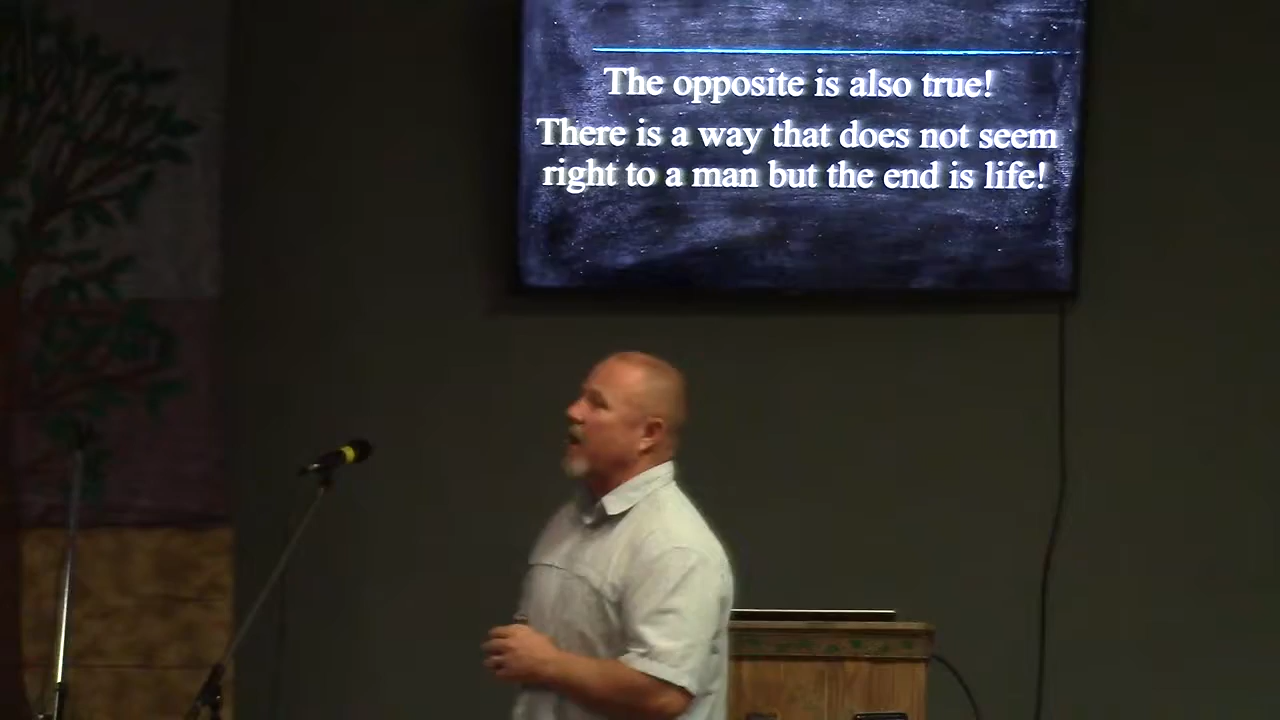 The opposite is also true!
There is a way that does not seem
right to a man but the end is life!